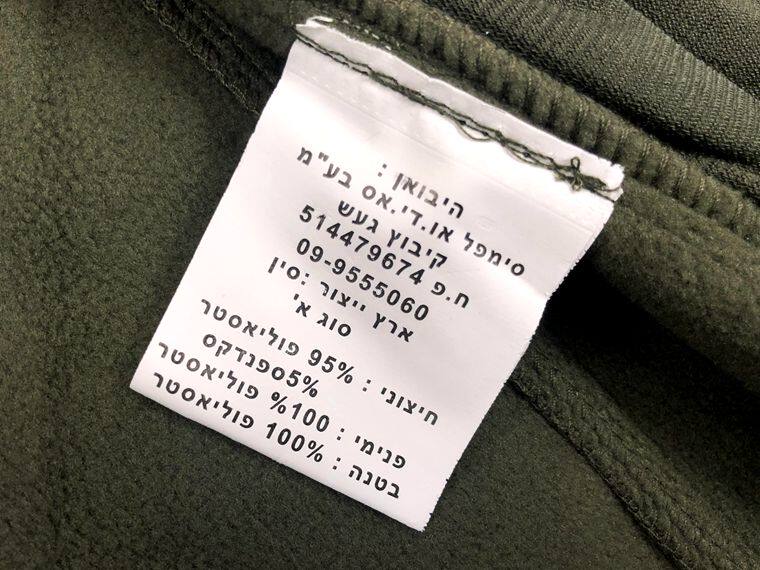 היבואן :
סימפל או.די.אס בע"מ
קיבוץ געש
ח.פ 514479674
09-9555060
ארץ ייצור :סין
סוג א'
חיצוני : 95% פוליאסטר
5%ספנדקס
פנימי : 100% פוליאסטר
בטנה : 100% פוליאסטר